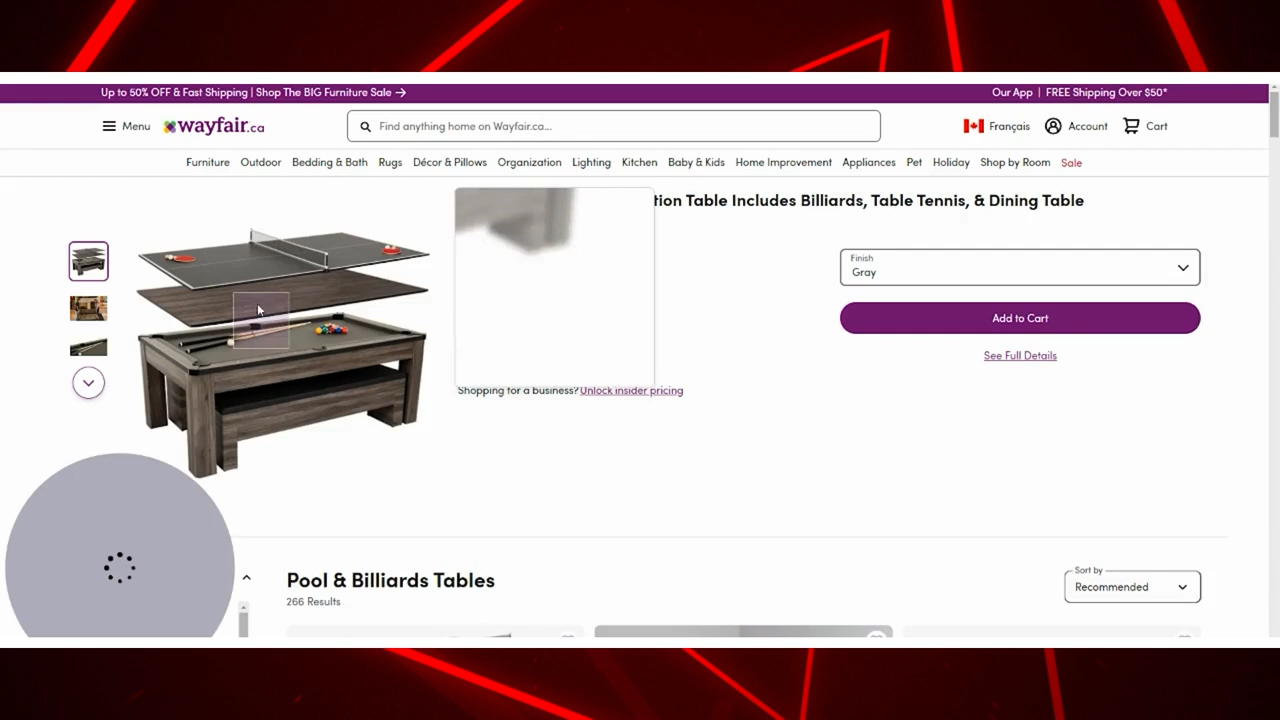 Up to 50% OFF & Fast Shipping | Shop The BIG Furniture Sale →
Our App | FREE Shipping Over $50*
Menu
wayfair.ca
Find anything home on Wayfair.ca...
Français
Account
Cart
Furniture
Outdoor
Bedding & Bath
Rugs
Décor & Pillows
Organization
Lighting
Kitchen
Baby & Kids
Home Improvement
Appliances
Pet
Holiday
Shop by Room
Sale
tion Table Includes Billiards, Table Tennis, & Dining Table
Finish
Gray
Add to Cart
See Full Details
Shopping for a business? Unlock insider pricing
Pool & Billiards Tables
266 Results
Sort by
Recommended